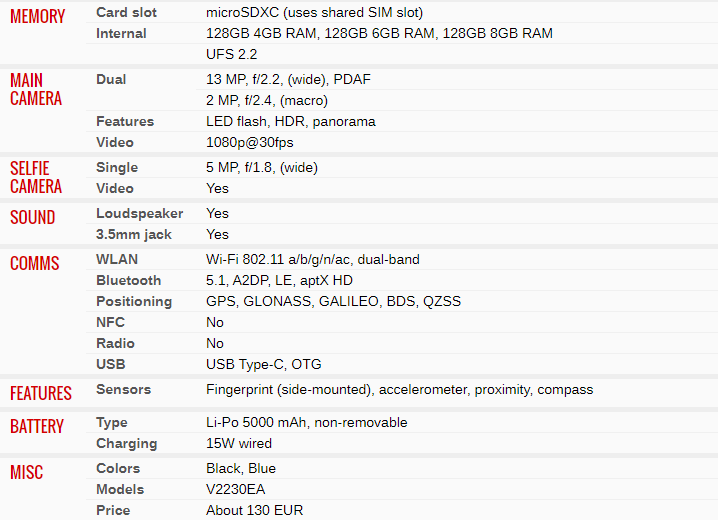 MEMORY Card slot microSDXC (uses shared SIM slot)
Internal 128GB 4GB RAM, 128GB 6GB RAM, 128GB 8GB RAM
UFS 2.2
MAIN CAMERA Dual 13 MP, f/2.2, (wide), PDAF
2 MP, f/2.4, (macro)
Features LED flash, HDR, panorama
Video 1080p@30fps
SELFIE CAMERA Single 5 MP, f/1.8, (wide)
Video Yes
SOUND Loudspeaker Yes
3.5mm jack Yes
COMMS WLAN Wi-Fi 802.11 a/b/g/n/ac, dual-band
Bluetooth 5.1, A2DP, LE, aptX HD
Positioning GPS, GLONASS, GALILEO, BDS, QZSS
NFC No
Radio No
USB USB Type-C, OTG
FEATURES Sensors Fingerprint (side-mounted), accelerometer, proximity, compass
BATTERY Type Li-Po 5000 mAh, non-removable
Charging 15W wired
MISC Colors Black, Blue
Models V2230EA
Price About 130 EUR